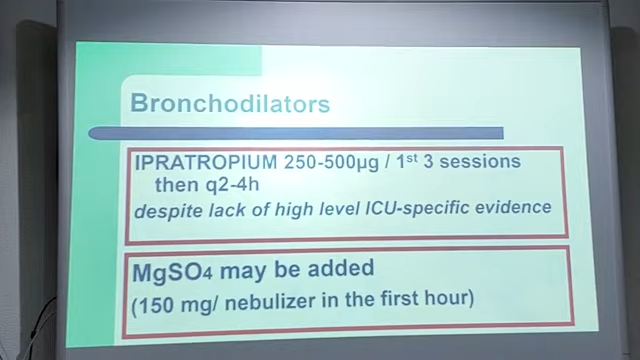 Bronchodilators
IPRATROPIUM 250-500µg / 1st 3 sessions
then q2-4h
despite lack of high level ICU-specific evidence
MgSO4 may be added
(150 mg/ nebulizer in the first hour)